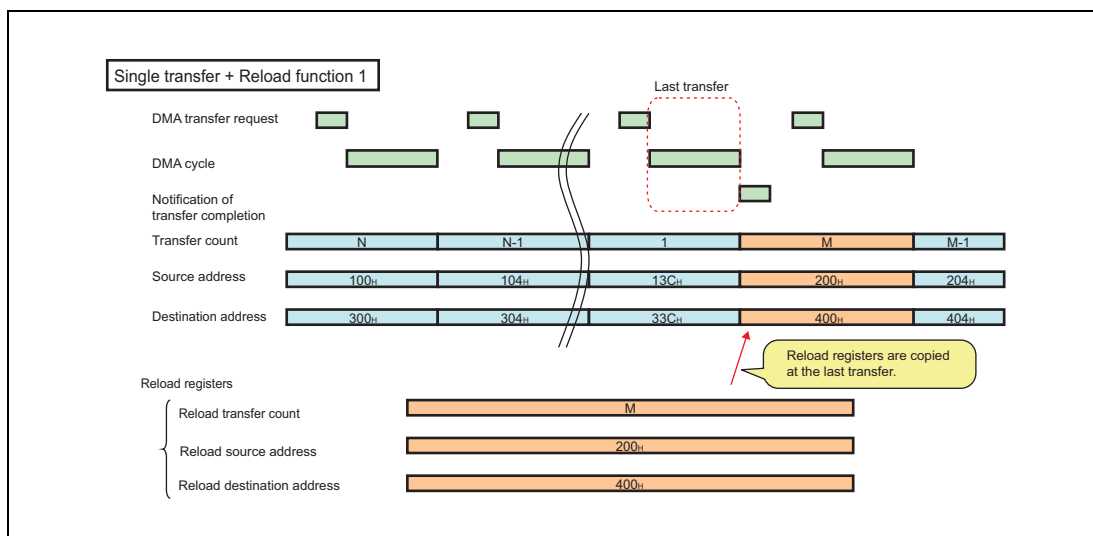 Single transfer + Reload function 1
Last transfer
DMA transfer request
DMA cycle
Notification of
transfer completion
Transfer count
N
N-1
1
M
M-1
Source address
100H
104H
13CH
200H
204H
Destination address
300H
304H
33CH
400H
404H
Reload registers are copied
at the last transfer.
Reload registers
Reload transfer count
M
Reload source address
200H
Reload destination address
400H